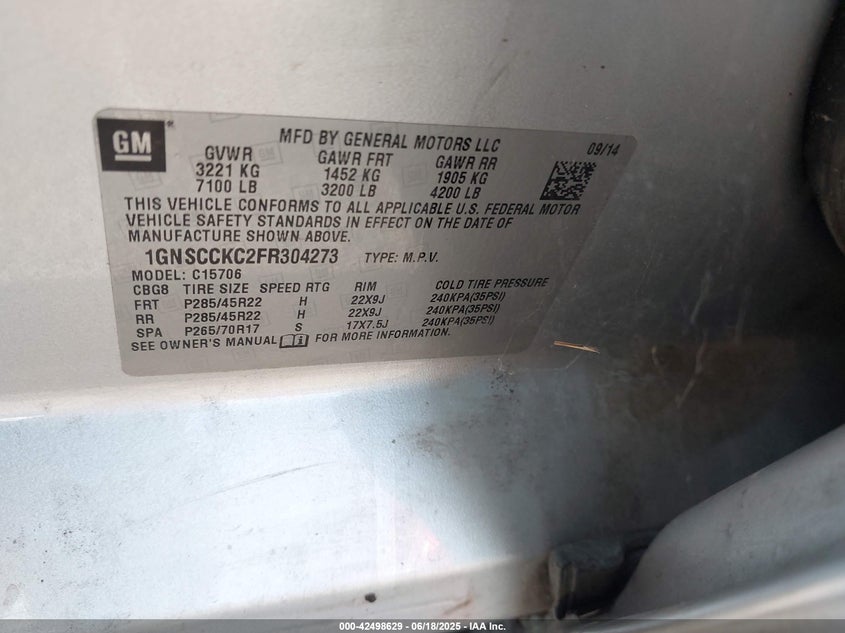 GM
MFD BY GENERAL MOTORS LLC 09/14
GVWR GAWR FRT GAWR RR
3221 KG 1452 KG 1905 KG
7100 LB 3200 LB 4200 LB
THIS VEHICLE CONFORMS TO ALL APPLICABLE U.S. FEDERAL MOTOR
VEHICLE SAFETY STANDARDS IN EFFECT ON THE DATE OF
MANUFACTURE SHOWN ABOVE.
1GNSCCKC2FR304273 TYPE: M.P.V.
MODEL: C15706
CBG8 TIRE SIZE SPEED RTG RIM COLD TIRE PRESSURE
FRT P285/45R22 H 22X9J 240KPA(35PSI)
RR P285/45R22 H 22X9J 240KPA(35PSI)
SPA P265/70R17 S 17X7.5J 240KPA(35PSI)
SEE OWNER'S MANUAL FOR MORE INFORMATION.
000-42498629 - 06/18/2025 - IAA Inc.